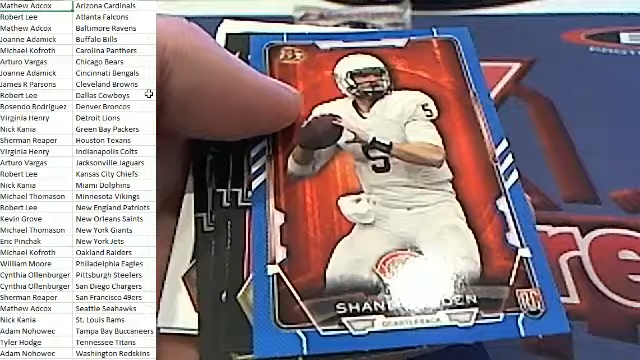 Mathew Adcox Arizona Cardinals
Robert Lee Atlanta Falcons
Mathew Adcox Baltimore Ravens
Joanne Adamick Buffalo Bills
Michael Kofroth Carolina Panthers
Arturo Vargas Chicago Bears
Joanne Adamick Cincinnati Bengals
James R Parsons Cleveland Browns
Robert Lee Dallas Cowboys
Rosendo Rodriguez Denver Broncos
Virginia Henry Detroit Lions
Nick Kania Green Bay Packers
Sherman Reaper Houston Texans
Virginia Henry Indianapolis Colts
Arturo Vargas Jacksonville Jaguars
Robert Lee Kansas City Chiefs
Nick Kania Miami Dolphins
Michael Thomason Minnesota Vikings
Robert Lee New England Patriots
Kevin Grove New Orleans Saints
Michael Thomason New York Giants
Eric Pinchak New York Jets
Michael Kofroth Oakland Raiders
William Moore Philadelphia Eagles
Cynthia Ollenburger Pittsburgh Steelers
Cynthia Ollenburger San Diego Chargers
Sherman Reaper San Francisco 49ers
Mathew Adcox Seattle Seahawks
Nick Kania St. Louis Rams
Adam Nohowec Tampa Bay Buccaneers
Tyler Hodge Tennessee Titans
Adam Nohowec Washington Redskins
5
5
QUARTERBACK
RC